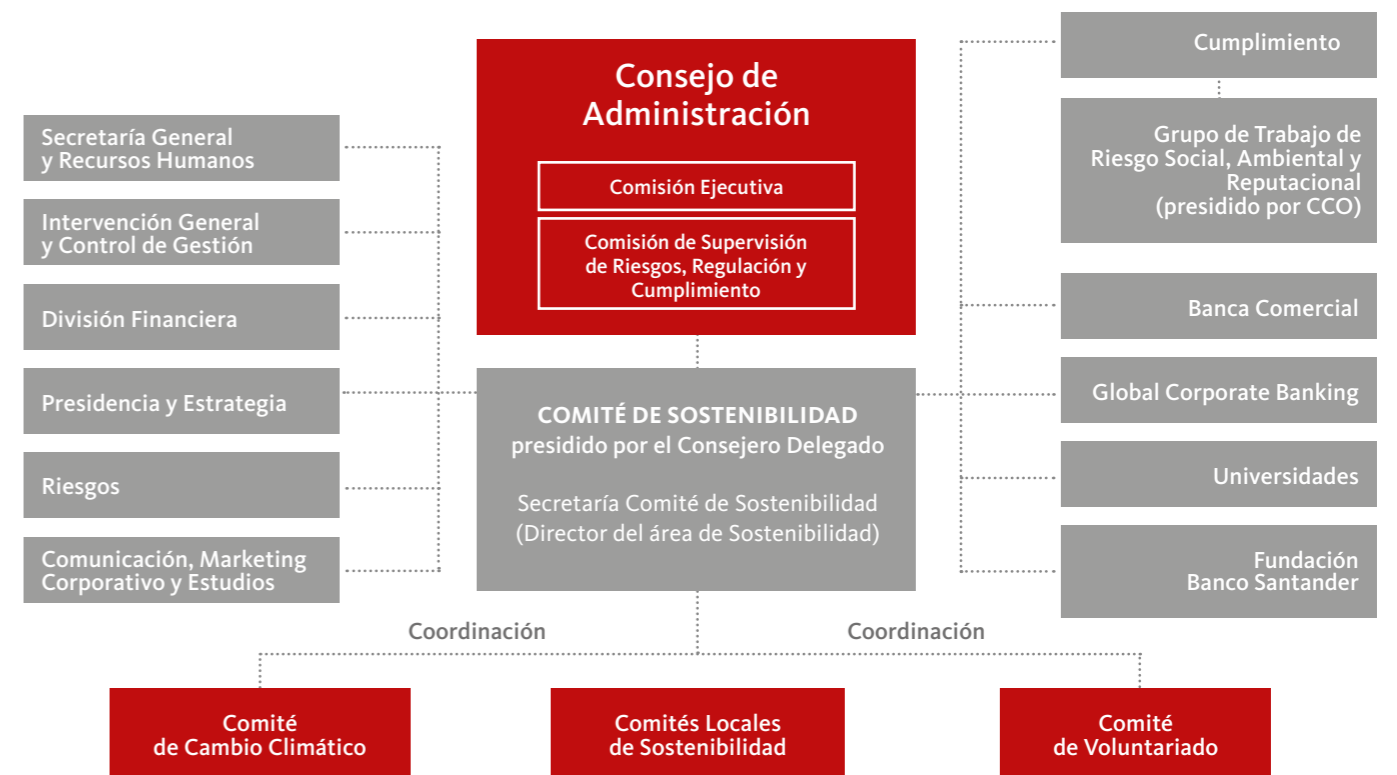 Consejo de
Administración
Comisión Ejecutiva
Comisión de Supervisión
de Riesgos, Regulación y
Cumplimiento
Secretaría General
y Recursos Humanos
Intervención General
y Control de Gestión
División Financiera
Presidencia y Estrategia
Riesgos
Comunicación, Marketing
Corporativo y Estudios
COMITÉ DE SOSTENIBILIDAD
presidido por el Consejero Delegado
Secretaría Comité de Sostenibilidad
(Director del área de Sostenibilidad)
Cumplimiento
Grupo de Trabajo de
Riesgo Social, Ambiental y
Reputacional
(presidido por CCO)
Banca Comercial
Global Corporate Banking
Universidades
Fundación
Banco Santander
Coordinación
Coordinación
Comité
de Cambio Climático
Comités Locales
de Sostenibilidad
Comité
de Voluntariado